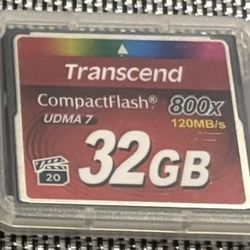 Transcend
CompactFlash® 800x
UDMA 7 120MB/s
20 32GB